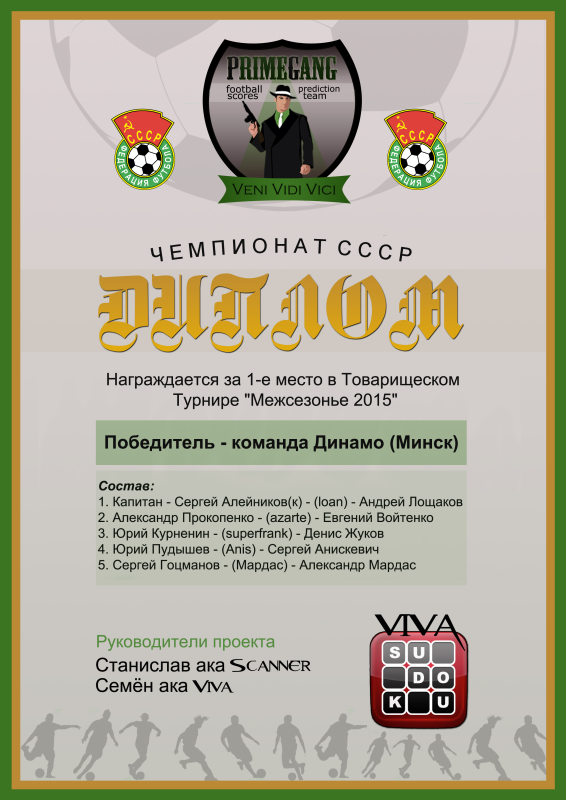 PRIMEGANG
football scores prediction team
СССР ФЕДЕРАЦИЯ ФУТБОЛА
СССР ФЕДЕРАЦИЯ ФУТБОЛА
VENI VIDI VICI
ЧЕМПИОНАТ СССР
ДИПЛОМ
Награждается за 1-е место в Товарищеском
Турнире "Межсезонье 2015"
Победитель - команда Динамо (Минск)
Состав:
1. Капитан - Сергей Алейников(к) - (loan) - Андрей Лощаков
2. Александр Прокопенко - (azarte) - Евгений Войтенко
3. Юрий Курненин - (superfrank) - Денис Жуков
4. Юрий Пудышев - (Anis) - Сергей Анискевич
5. Сергей Гоцманов - (Мардас) - Александр Мардас
Руководители проекта
Станислав ака SCANNER
Семён ака VIVA
VIVA
SU
DO
K U